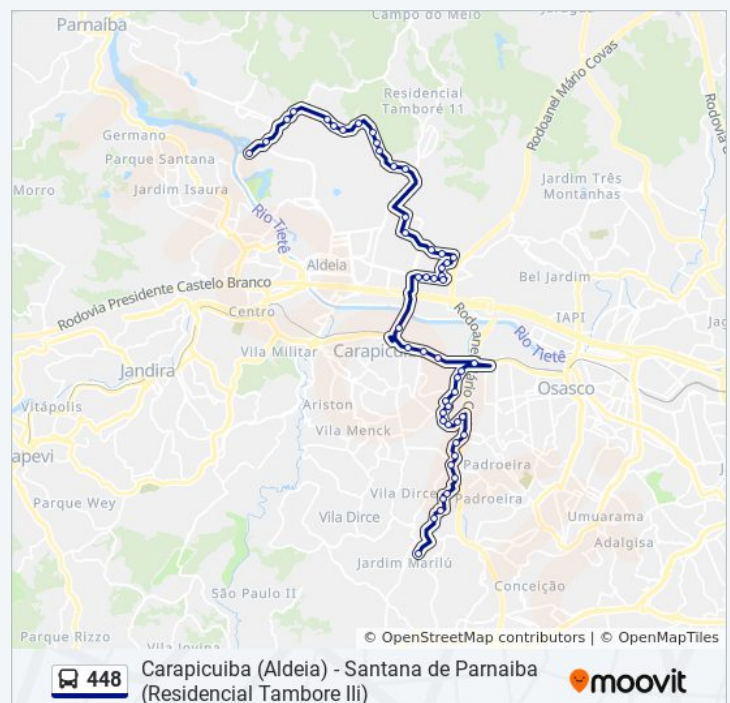 Campo do Meio
Parnaíba
Residencial
Tamboré 11
Rodoanel Mário Covas
Germano
Parque Santana
Jardim Três
Montanhas
Morro
Jardim Isaura
Rio Tietê
Aldeia
Bel Jardim
Rodovia Presidente Castelo Branco
Centro
IAPI
Vila Militar
Carapicu
Rio Tietê
Jandira
Osasco
Vitápolis
Ariston
apevi
Vila Menck
Padroeira
Parque Wey
Vila Dirce
Padroeira
Vila Dirce
Umuarama
Adalgisa
Jardim Marilú
São Paulo II
Conceição
Parque Rizzo
© OpenStreetMap contributors | © OpenMapTiles
448
Carapicuiba (Aldeia) - Santana de Parnaiba
(Residencial Tambore Iii)
moovit